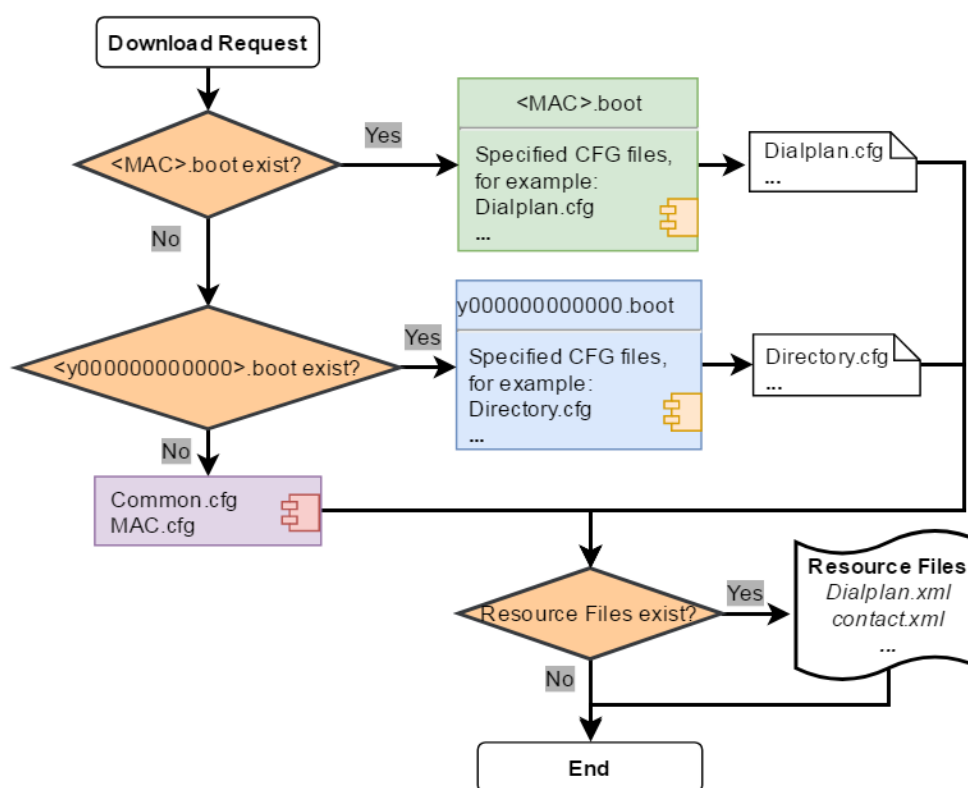 Download Request
<MAC>.boot exist?
Yes
<MAC>.boot
Specified CFG files,
for example:
Dialplan.cfg
...
Dialplan.cfg
...
No
<y000000000000>.boot exist?
Yes
y000000000000.boot
Specified CFG files,
for example:
Directory.cfg
...
Directory.cfg
...
No
Common.cfg
MAC.cfg
Resource Files exist?
Yes
Resource Files
Dialplan.xml
contact.xml
...
No
End